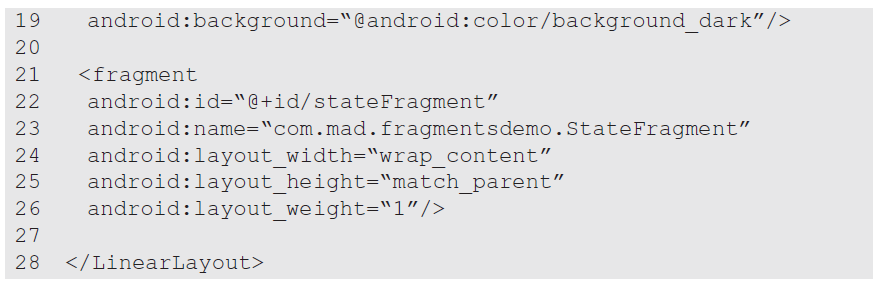 19 android:background=“@android:color/background_dark”/>
20
21 <fragment
22 android:id=“@+id/stateFragment”
23 android:name=“com.mad.fragmentsdemo.StateFragment”
24 android:layout_width=“wrap_content”
25 android:layout_height=“match_parent”
26 android:layout_weight=“1”/>
27
28 </LinearLayout>